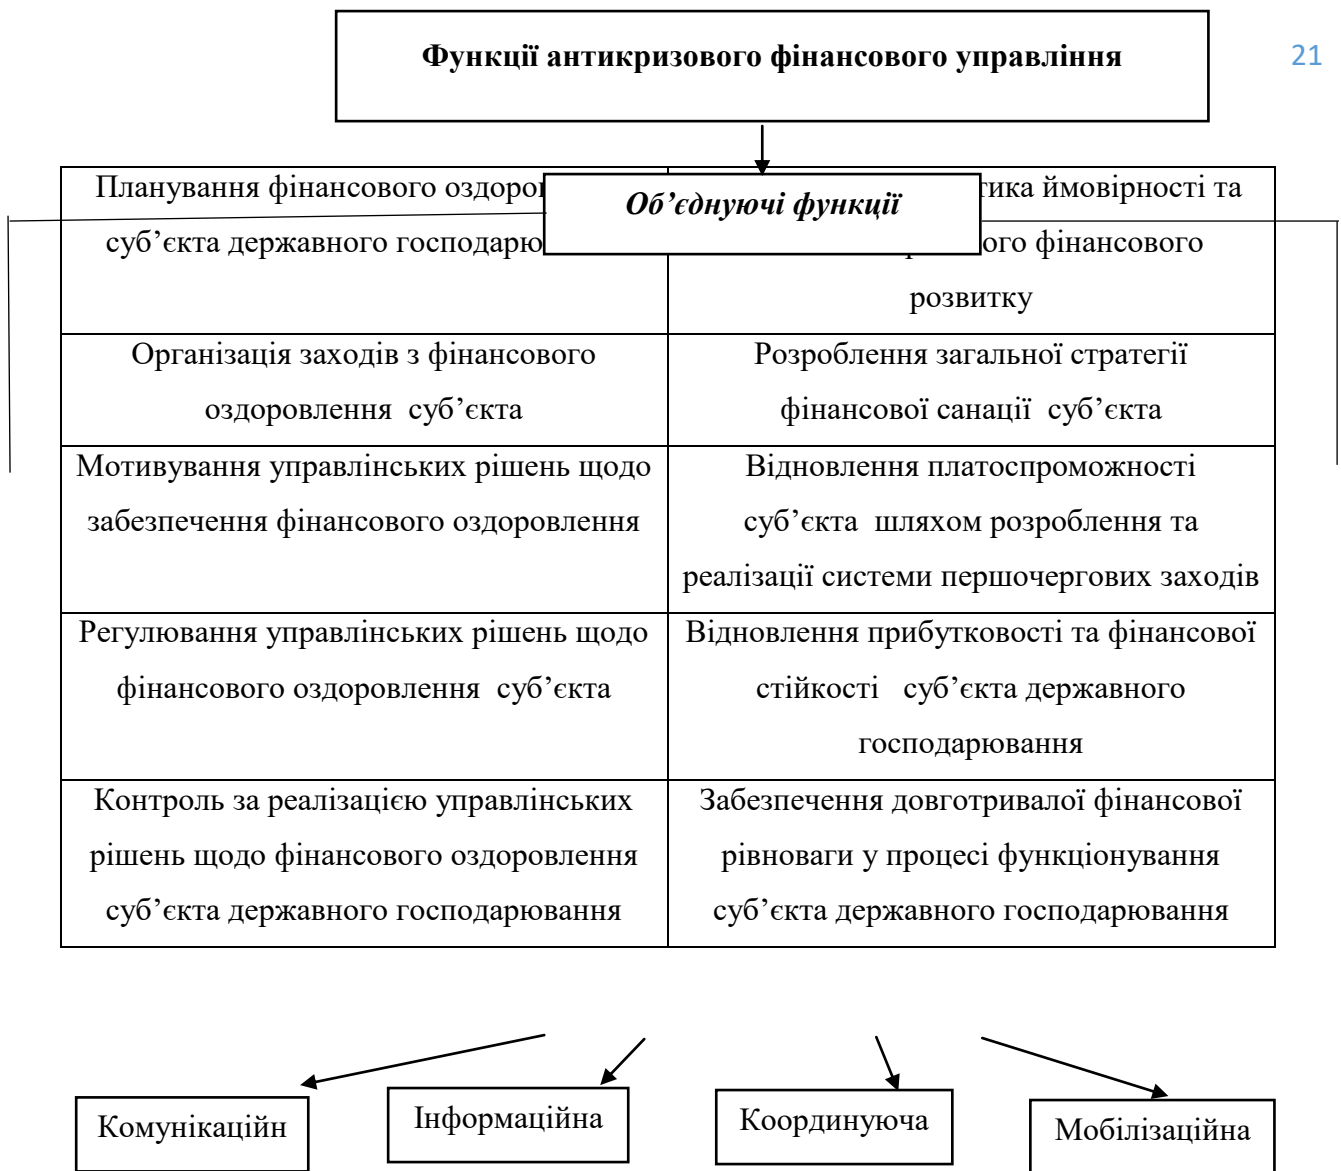 Функції антикризового фінансового управління
21
Планування фінансового
суб’єкта державного
Об’єднуючі функції
ймовірності та
фінансового
розвитку
Організація заходів з фінансового
оздоровлення суб’єкта
Розроблення загальної стратегії
фінансової санації суб’єкта
Мотивування управлінських рішень щодо
забезпечення фінансового оздоровлення
Відновлення платоспроможності
суб’єкта шляхом розроблення та
реалізації системи першочергових заходів
Регулювання управлінських рішень щодо
фінансового оздоровлення суб’єкта
Відновлення прибутковості та фінансової
стійкості суб’єкта державного
господарювання
Контроль за реалізацією управлінських
рішень щодо фінансового оздоровлення
суб’єкта державного господарювання
Забезпечення довготривалої фінансової
рівноваги у процесі функціонування
суб’єкта державного господарювання
Комунікаційн
Інформаційна
Координуюча
Мобілізаційна